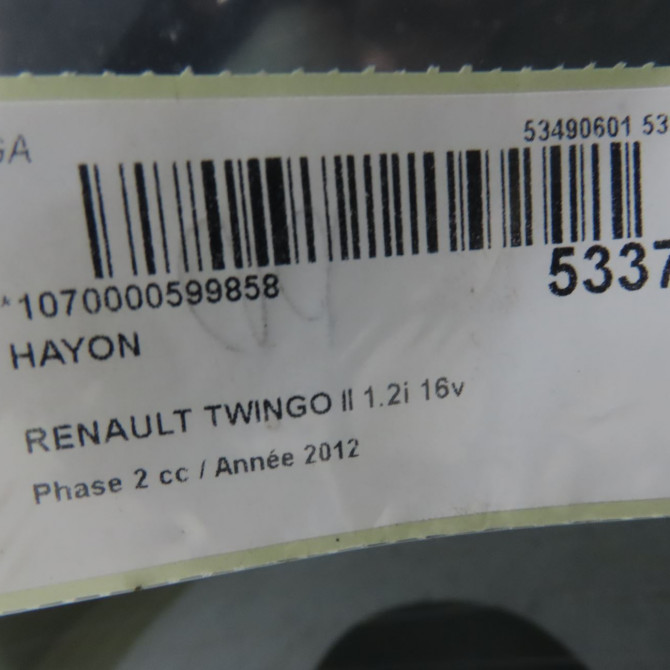 53490601 53
*1070000599858
5337
HAYON
RENAULT TWINGO II 1.2i 16v
Phase 2 cc / Année 2012